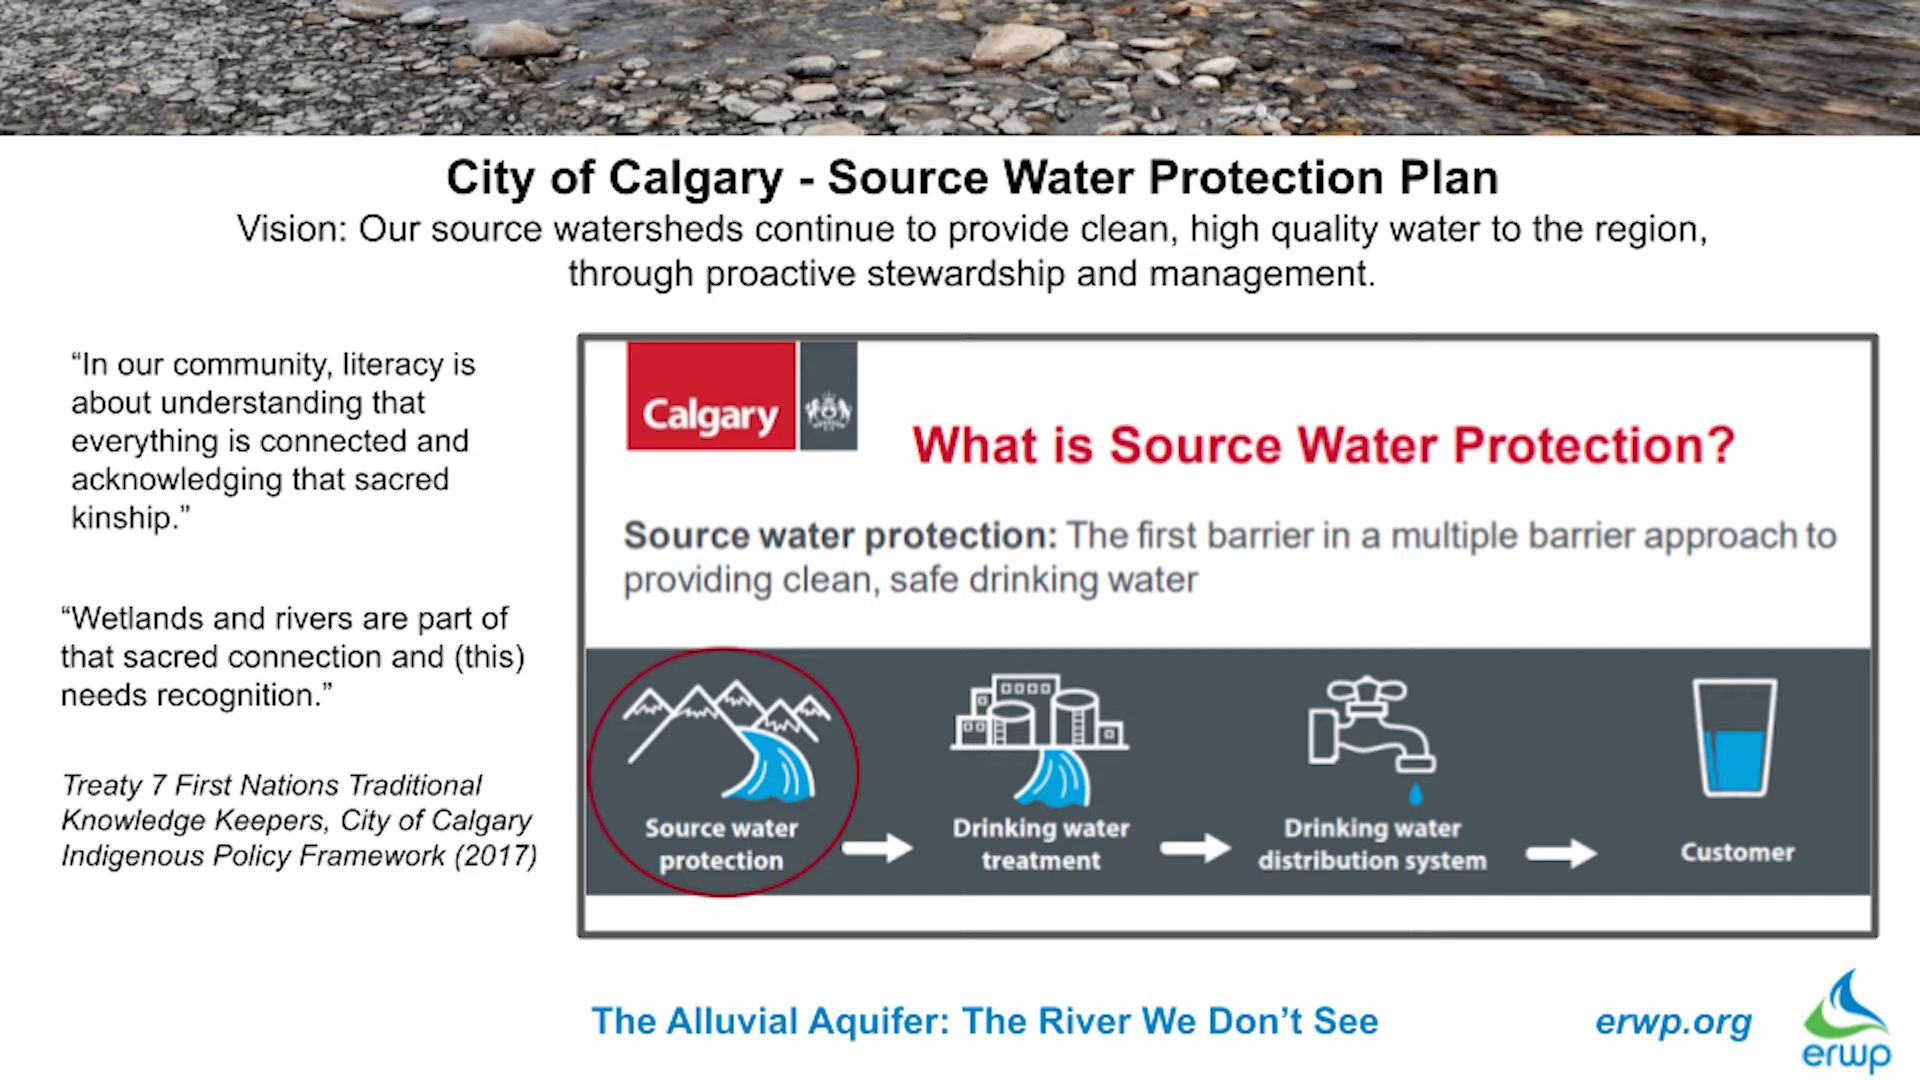 City of Calgary - Source Water Protection Plan
Vision: Our source watersheds continue to provide clean, high quality water to the region,
through proactive stewardship and management.
“In our community, literacy is
about understanding that
everything is connected and
acknowledging that sacred
kinship.”
“Wetlands and rivers are part of
that sacred connection and (this)
needs recognition.”
Treaty 7 First Nations Traditional
Knowledge Keepers, City of Calgary
Indigenous Policy Framework (2017)
Calgary
What is Source Water Protection?
Source water protection: The first barrier in a multiple barrier approach to
providing clean, safe drinking water
Source water
protection
Drinking water
treatment
Drinking water
distribution system
Customer
The Alluvial Aquifer: The River We Don’t See
erwp.org
erwp